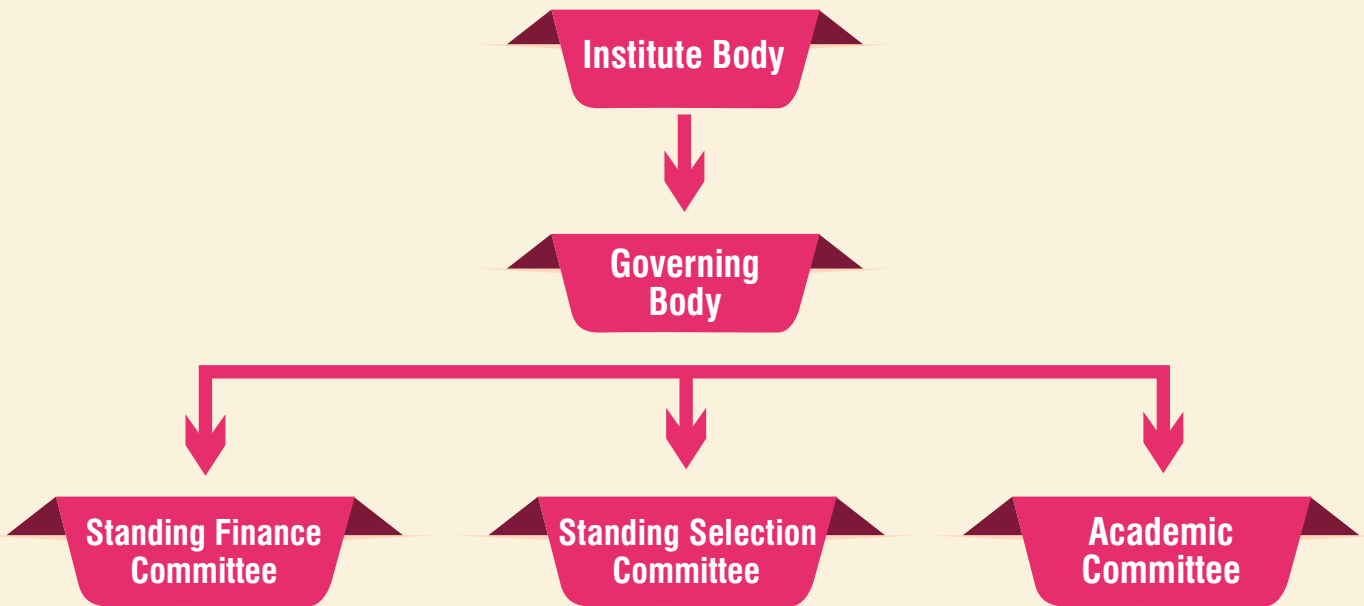 Institute Body
Governing
Body
Standing Finance
Committee
Standing Selection
Committee
Academic
Committee